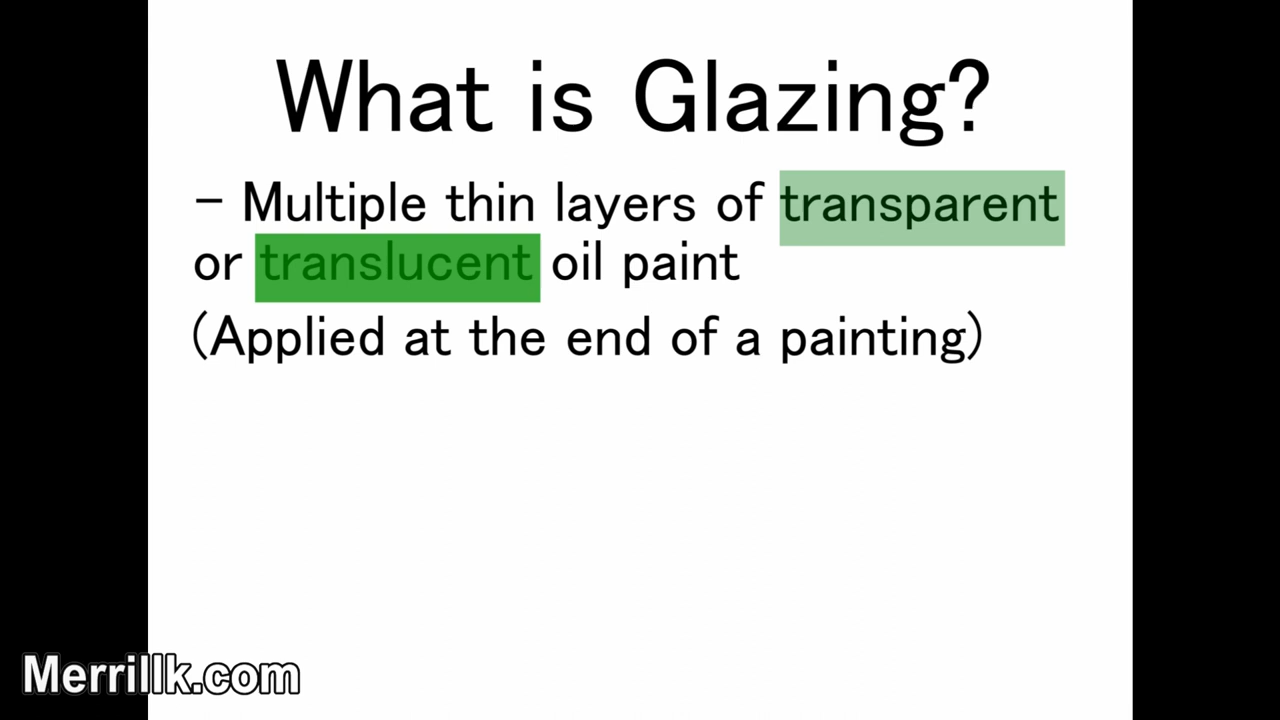 What is Glazing?
- Multiple thin layers of transparent
or translucent oil paint
(Applied at the end of a painting)
Merrillk.com